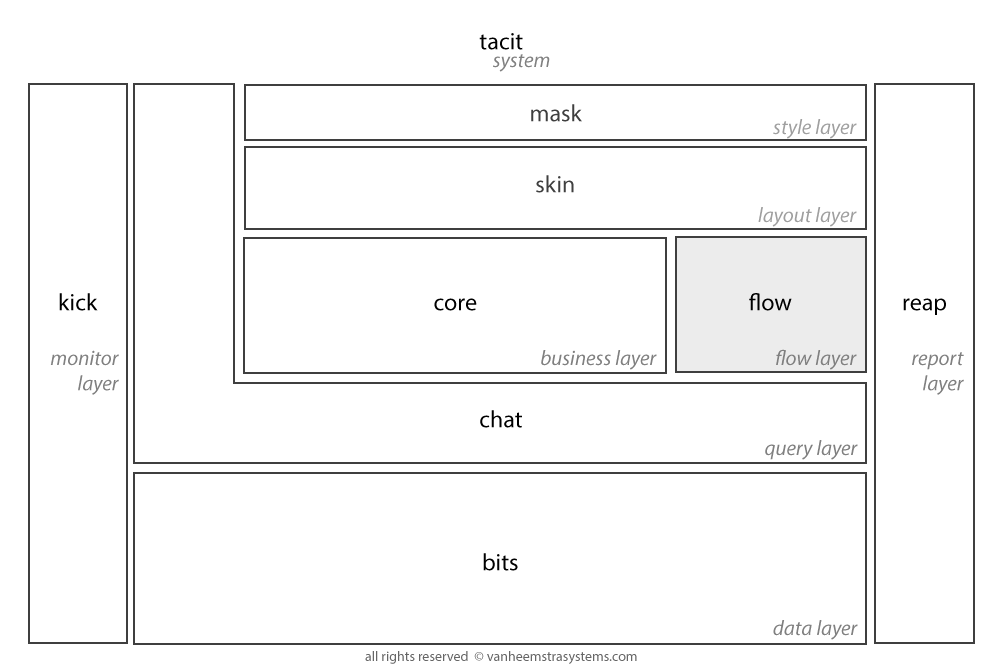 tacit
system
mask
style layer
skin
layout layer
kick
monitor
layer
core
business layer
flow
flow layer
reap
report
layer
chat
query layer
bits
data layer
all rights reserved © vanheemstrasystems.com